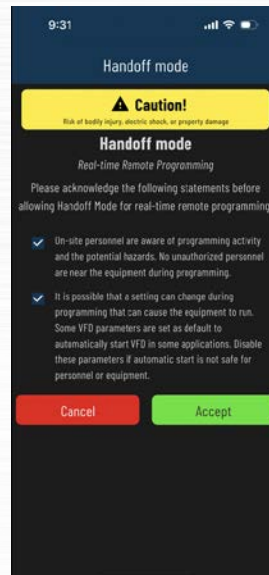 9:31
Handoff mode
Caution!
Risk of bodily injury, electric shock, or property damage
Handoff mode
Real-time Remote Programming
Please acknowledge the following statements before
allowing Handoff Mode for real-time remote programming
On-site personnel are aware of programming activity
and the potential hazards. No unauthorized personnel
are near the equipment during programming.
It is possible that a setting can change during
programming that can cause the equipment to run.
Some VFD parameters are set as default to
automatically start VFD in some applications. Disable
these parameters if automatic start is not safe for
personnel or equipment.
Cancel
Accept